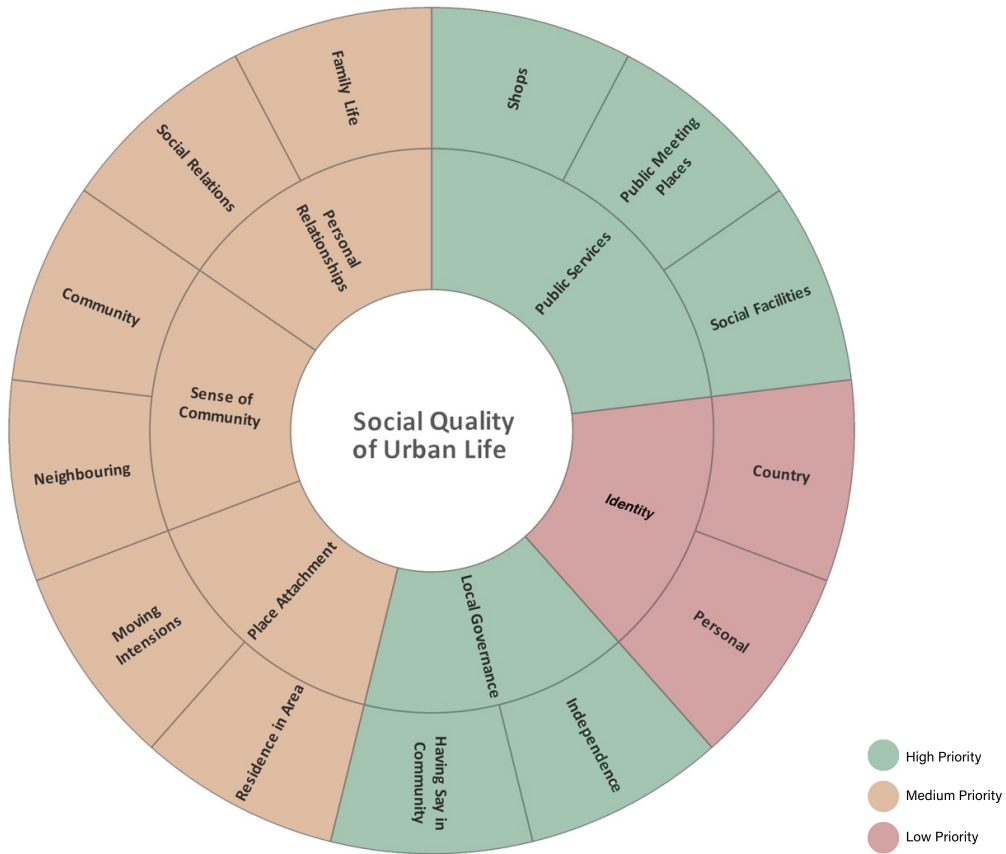 Social Quality
of Urban Life
Public Services
Shops
Public Meeting
Places
Social Facilities
Identity
Country
Personal
Local Governance
Independence
Having Say in
Community
Place Attachment
Residence in Area
Moving
Intensions
Sense of
Community
Neighbouring
Community
Personal
Relationships
Social Relations
Family Life
High Priority
Medium Priority
Low Priority